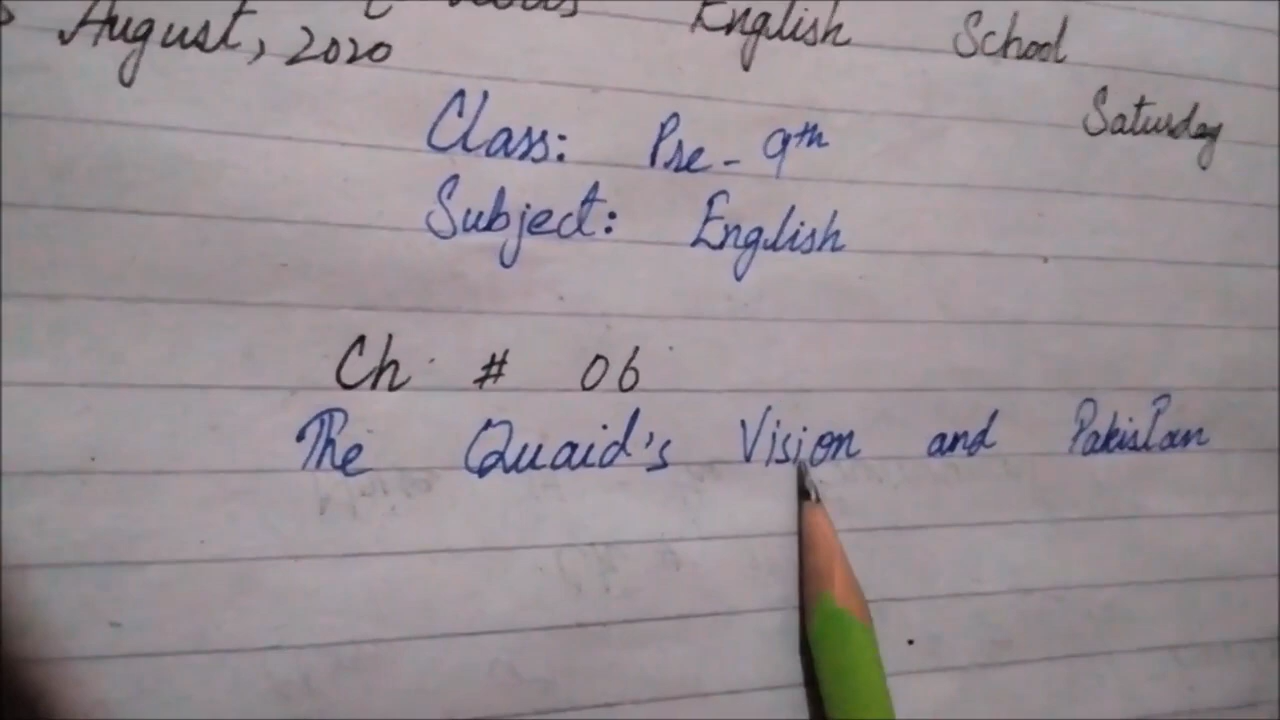 English School
August, 2020
Saturday
Class: Pre - 9th
Subject: English
Ch # 06
The Quaid's Vision and Pakistan